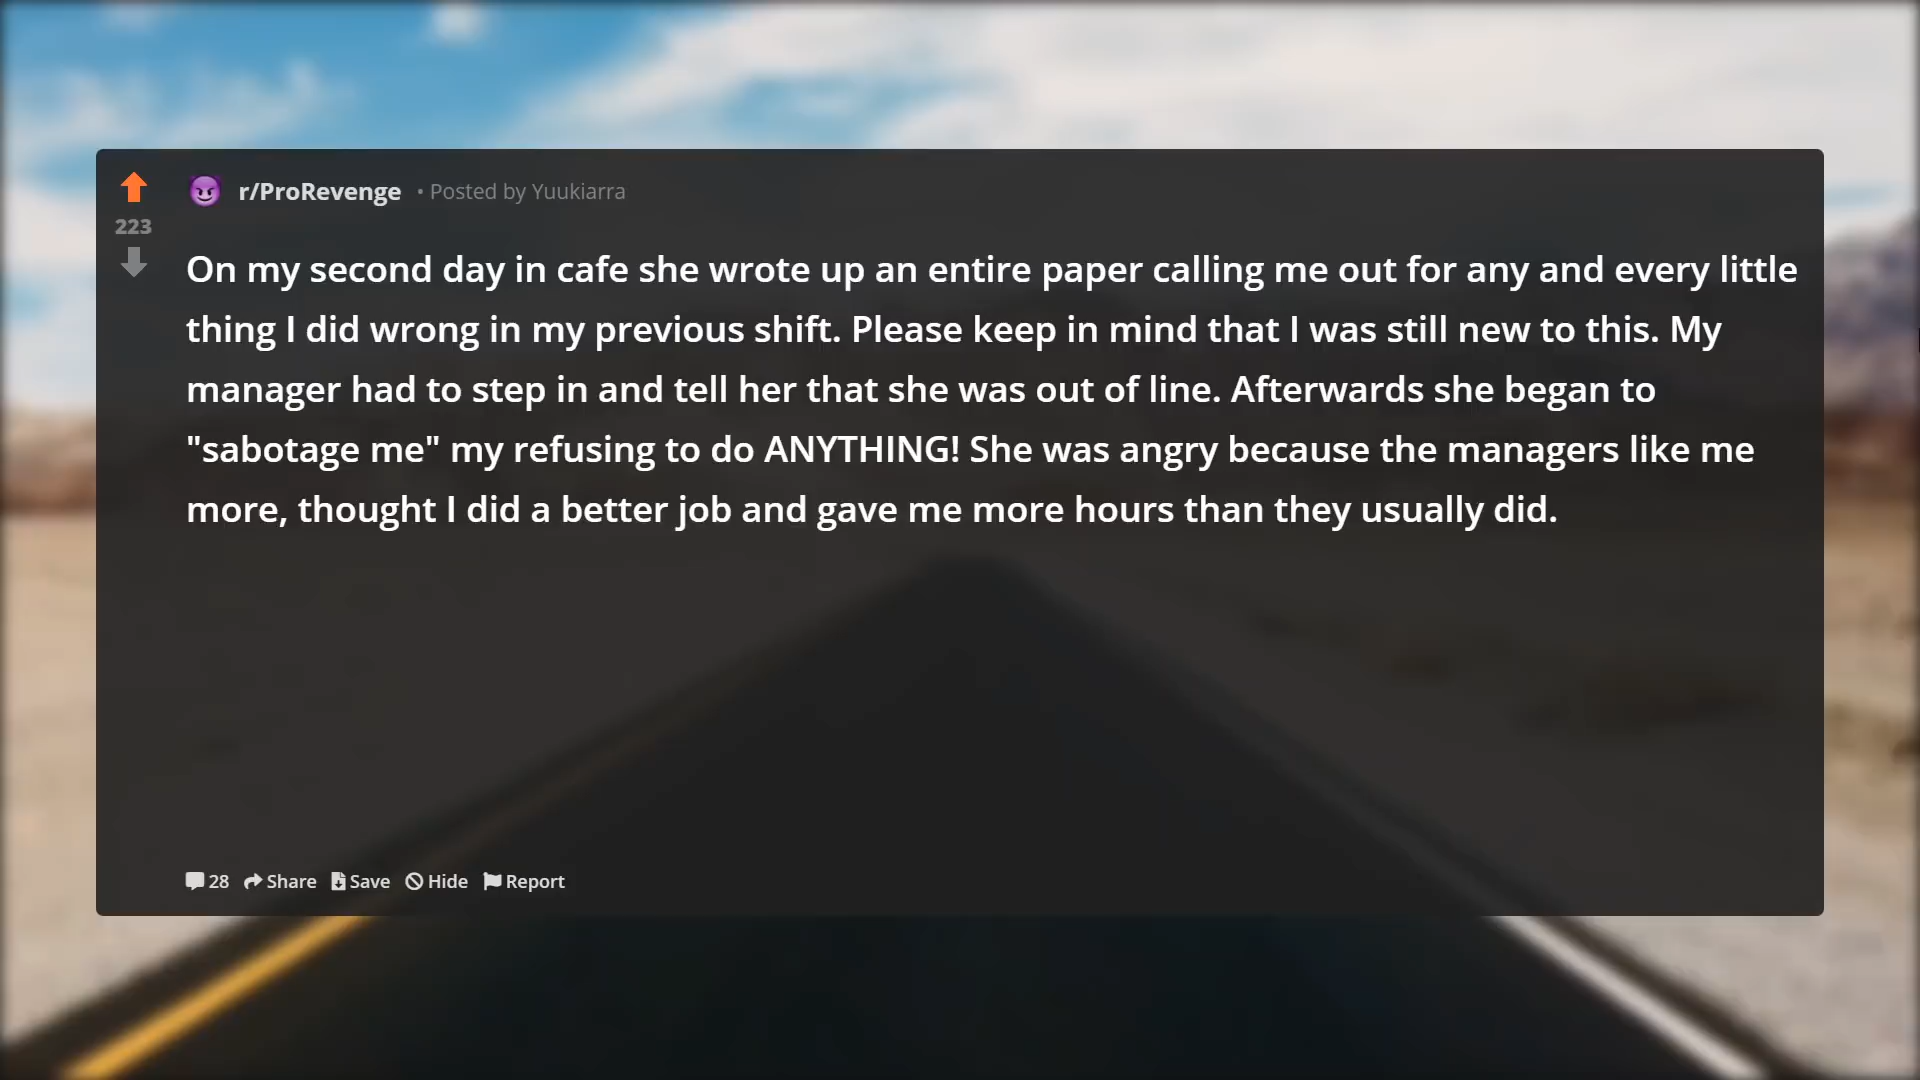 r/ProRevenge • Posted by Yuukiarra
223
On my second day in cafe she wrote up an entire paper calling me out for any and every little
thing I did wrong in my previous shift. Please keep in mind that I was still new to this. My
manager had to step in and tell her that she was out of line. Afterwards she began to
"sabotage me" my refusing to do ANYTHING! She was angry because the managers like me
more, thought I did a better job and gave me more hours than they usually did.
28 Share Save Hide Report